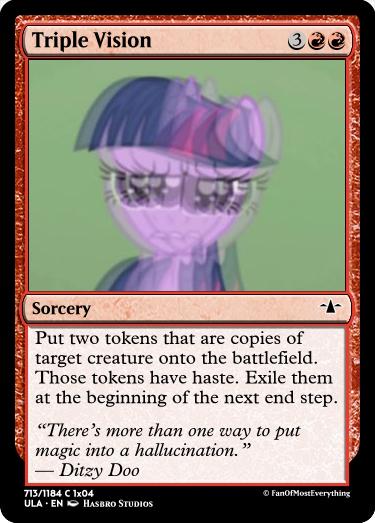 Triple Vision 3
Sorcery
Put two tokens that are copies of
target creature onto the battlefield.
Those tokens have haste. Exile them
at the beginning of the next end step.
“There's more than one way to put
magic into a hallucination.”
— Ditzy Doo
713/1184 C 1x04
ULA • EN Hasbro Studios
© FanOfMostEverything